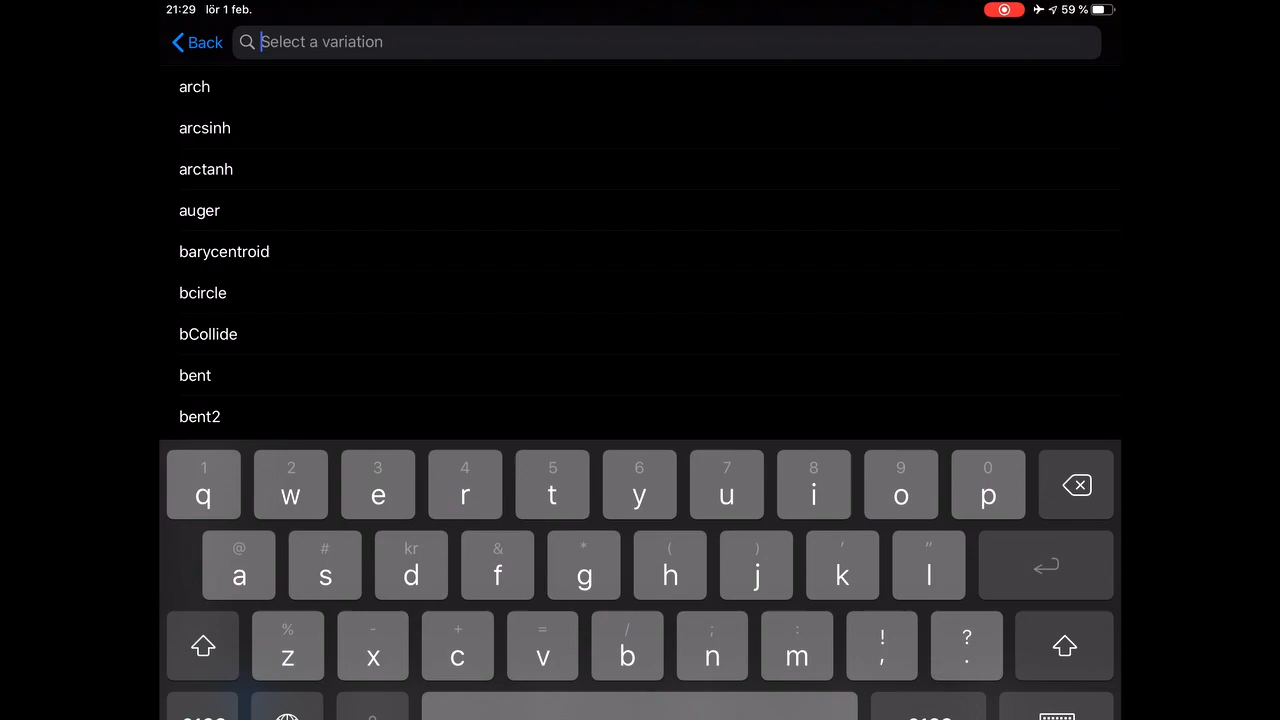 21:29 lör 1 feb. 59 %
Back Select a variation
arch
arcsinh
arctanh
auger
barycentroid
bcircle
bCollide
bent
bent2
1 2 3 4 5 6 7 8 9 0
q w e r t y u i o p
@ # kr & * ( ) ' "
a s d f g h j k l
% - + = / ; : ! ?
z x c v b n m , .